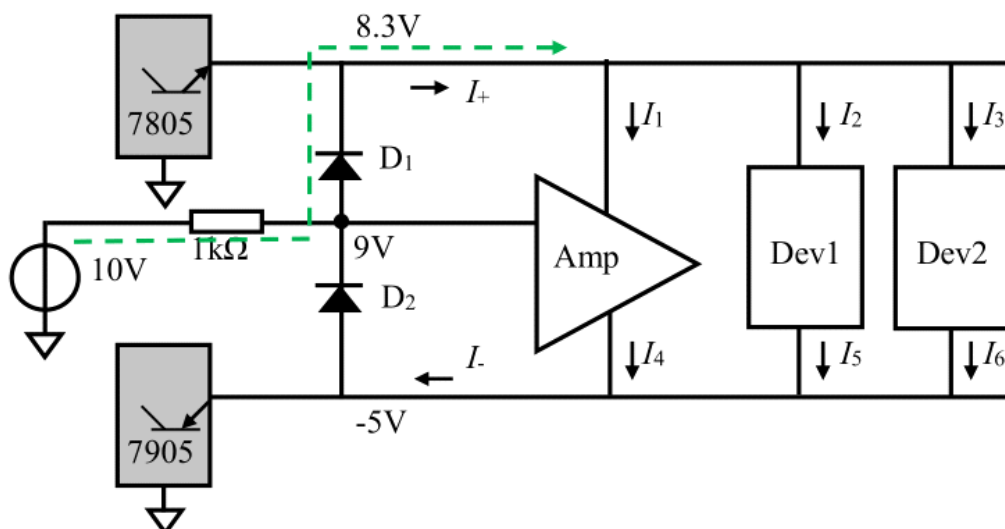 8.3V
7805
I+
I1
I2
I3
D1
1kΩ
10V
9V
Amp
Dev1
Dev2
D2
I-
I4
I5
I6
-5V
7905